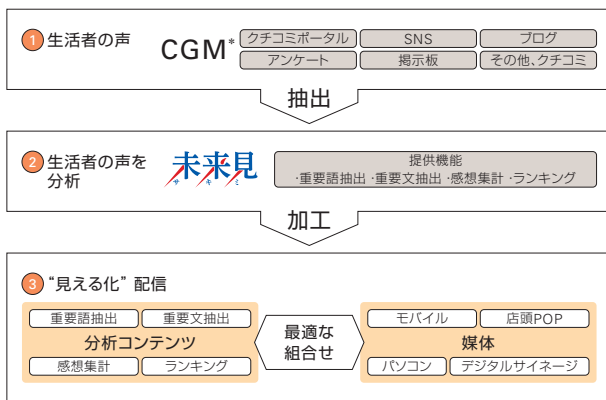 1 生活者の声
CGM*
クチコミポータル SNS ブログ
アンケート 掲示板 その他、クチコミ
抽出
2 生活者の声を
分析
未来見
サキミ
提供機能
・重要語抽出 ・重要文抽出 ・感想集計 ・ランキング
加工
3 “見える化” 配信
重要語抽出 重要文抽出
分析コンテンツ
感想集計 ランキング
最適な
組合せ
モバイル 店頭POP
媒体
パソコン デジタルサイネージ